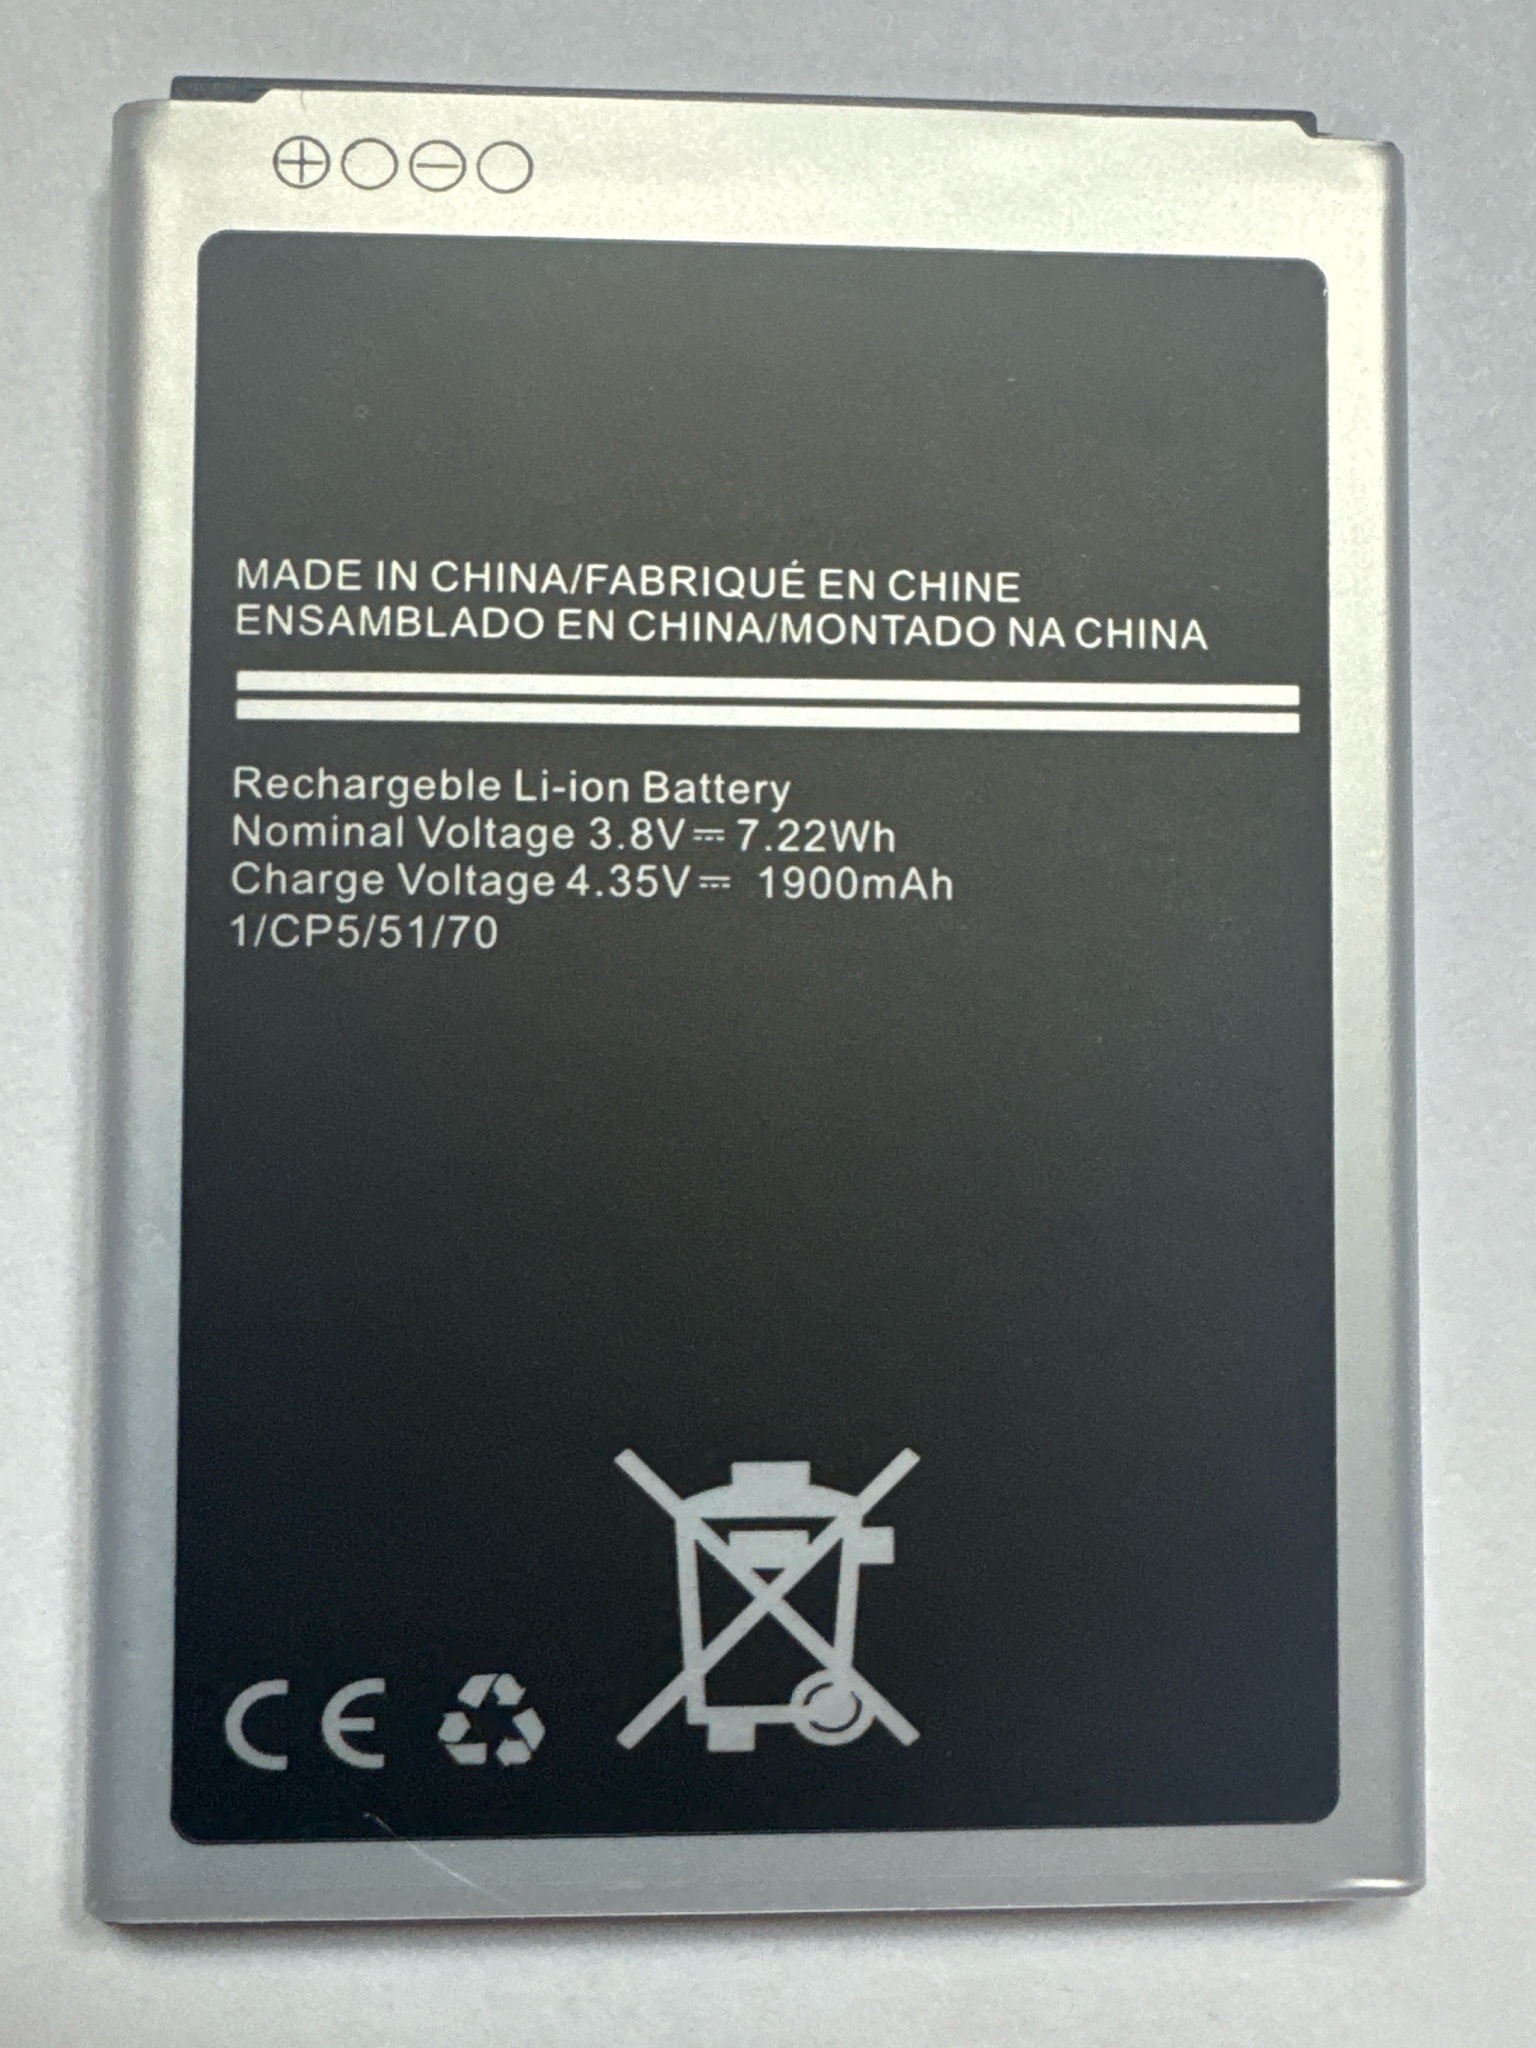 MADE IN CHINA/FABRIQUÉ EN CHINE
ENSAMBLADO EN CHINA/MONTADO NA CHINA
Rechargeble Li-ion Battery
Nominal Voltage 3.8V⎓ 7.22Wh
Charge Voltage 4.35V⎓ 1900mAh
1/CP5/51/70
CE